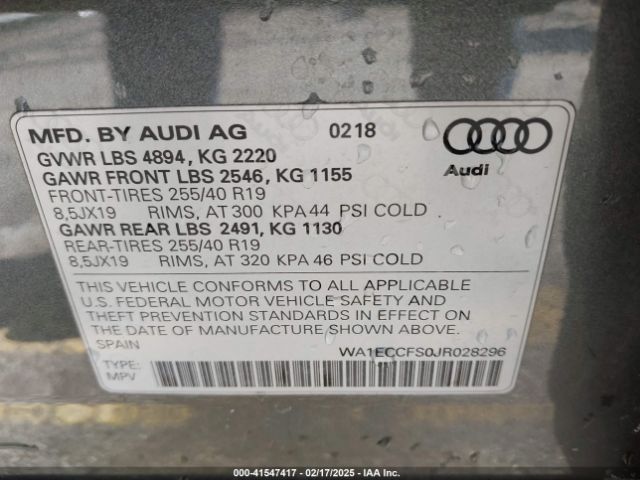 MFD. BY AUDI AG 0218
GVWR LBS 4894, KG 2220
GAWR FRONT LBS 2546, KG 1155
Audi
FRONT-TIRES 255/40 R19
8,5JX19 RIMS, AT 300 KPA 44 PSI COLD
GAWR REAR LBS 2491, KG 1130
REAR-TIRES 255/40 R19
8,5JX19 RIMS, AT 320 KPA 46 PSI COLD
THIS VEHICLE CONFORMS TO ALL APPLICABLE
U.S. FEDERAL MOTOR VEHICLE SAFETY AND
THEFT PREVENTION STANDARDS IN EFFECT ON
THE DATE OF MANUFACTURE SHOWN ABOVE.
SPAIN
WA1ECCFS0JR028296
TYPE:
MPV
000-41547417 - 02/17/2025 - IAA Inc.